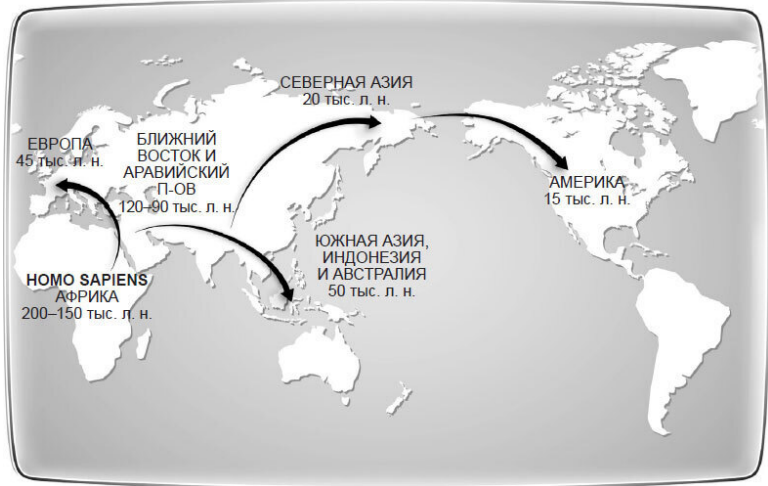 СЕВЕРНАЯ АЗИЯ
20 тыс. л. н.
ЕВРОПА
45 тыс. л. н.
БЛИЖНИЙ
ВОСТОК И
АРАВИЙСКИЙ
П-ОВ
120–90 тыс. л. н.
АМЕРИКА
15 тыс. л. н.
ЮЖНАЯ АЗИЯ,
ИНДОНЕЗИЯ
И АВСТРАЛИЯ
50 тыс. л. н.
HOMO SAPIENS
АФРИКА
200–150 тыс. л. н.